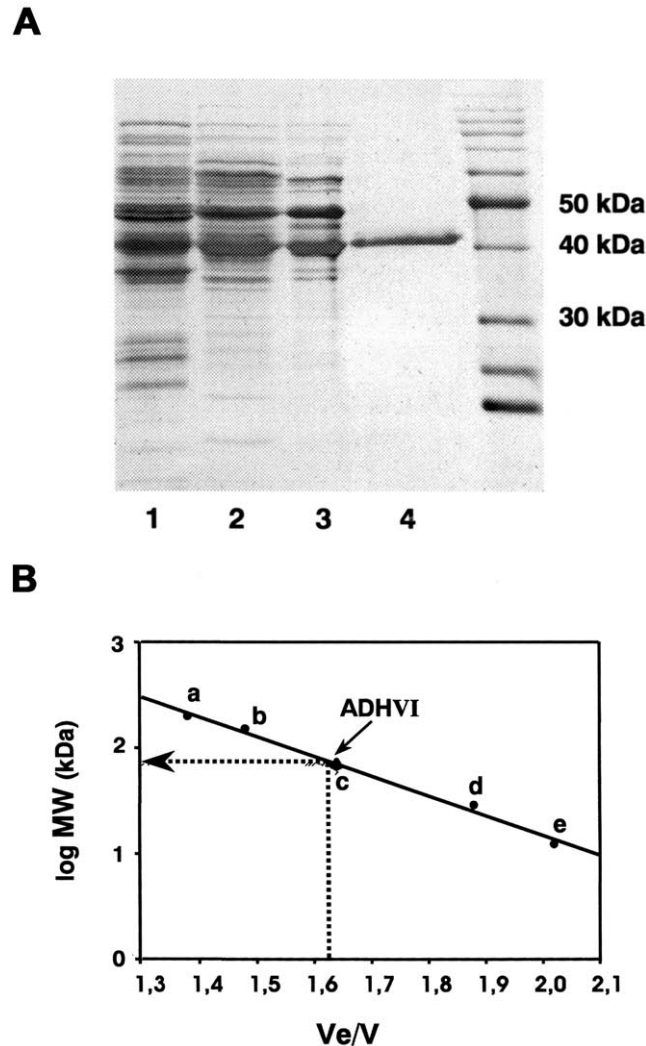 A
50 kDa
40 kDa
30 kDa
1 2 3 4
B
3
2
1
0
log MW (kDa)
a
b
ADHVI
c
d
e
1,3 1,4 1,5 1,6 1,7 1,8 1,9 2,0 2,1
Ve/V